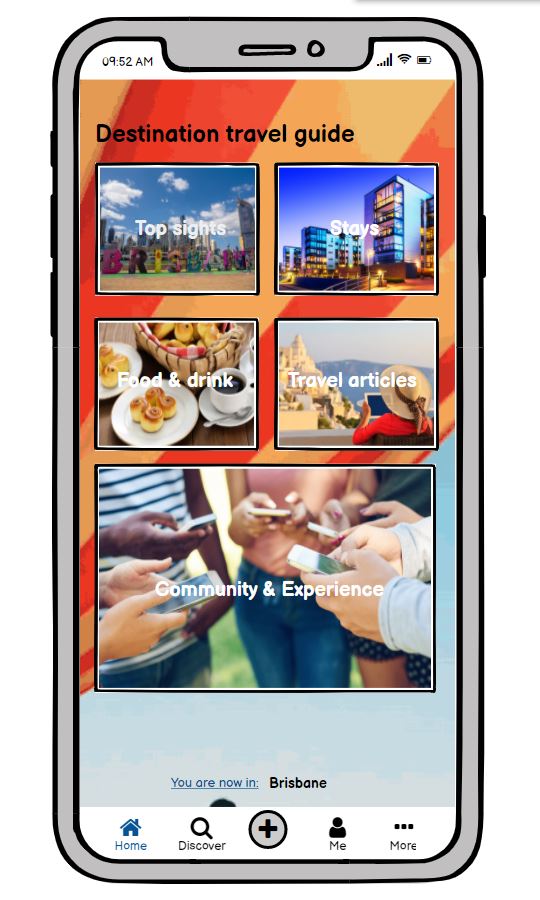 09:52 AM
Destination travel guide
Top sights
Stays
BRISBANE
Food & drink
Travel articles
Community & Experience
You are now in: Brisbane
Home
Discover
Me
More